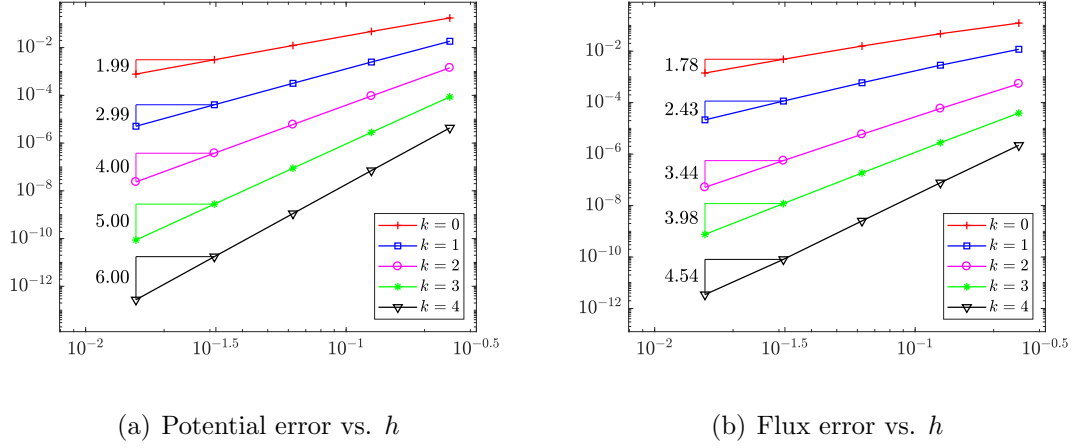 10^{-2}
10^{-4}
10^{-6}
10^{-8}
10^{-10}
10^{-12}
1.99
2.99
4.00
5.00
6.00
k = 0
k = 1
k = 2
k = 3
k = 4
10^{-2}
10^{-1.5}
10^{-1}
10^{-0.5}
(a) Potential error vs. h
10^{-2}
10^{-4}
10^{-6}
10^{-8}
10^{-10}
10^{-12}
1.78
2.43
3.44
3.98
4.54
k = 0
k = 1
k = 2
k = 3
k = 4
10^{-2}
10^{-1.5}
10^{-1}
10^{-0.5}
(b) Flux error vs. h